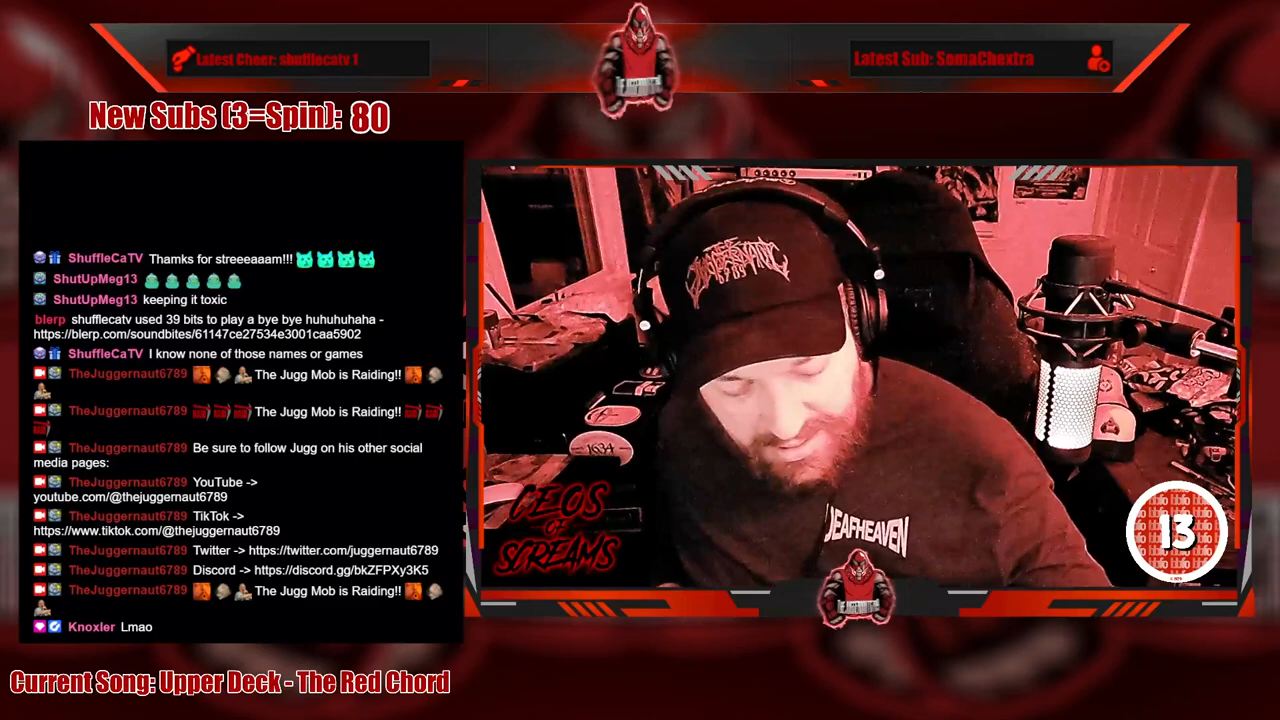 Latest Cheer: shufflecatv 1
Latest Sub: SomaChextra
New Subs (3=Spin): 80
ShuffleCaTV Thamks for streeeaaam!!!
ShutUpMeg13
ShutUpMeg13 keeping it toxic
blerp shufflecatv used 39 bits to play a bye bye huhuhuhaha -
https://blerp.com/soundbites/61147ce27534e3001caa5902
ShuffleCaTV I know none of those names or games
TheJuggernaut6789 The Jugg Mob is Raiding!!
TheJuggernaut6789 The Jugg Mob is Raiding!!
TheJuggernaut6789 Be sure to follow Jugg on his other social
media pages:
TheJuggernaut6789 YouTube ->
youtube.com/@thejuggernaut6789
TheJuggernaut6789 TikTok ->
https://www.tiktok.com/@thejuggernaut6789
TheJuggernaut6789 Twitter -> https://twitter.com/juggernaut6789
TheJuggernaut6789 Discord -> https://discord.gg/bkZFPXy3K5
TheJuggernaut6789 The Jugg Mob is Raiding!!
Knoxler Lmao
THE
JUGGERNAUT
6789
1634
CEOS
OF
SCREAMS
DEAFHEAVEN
13
Current Song: Upper Deck - The Red Chord